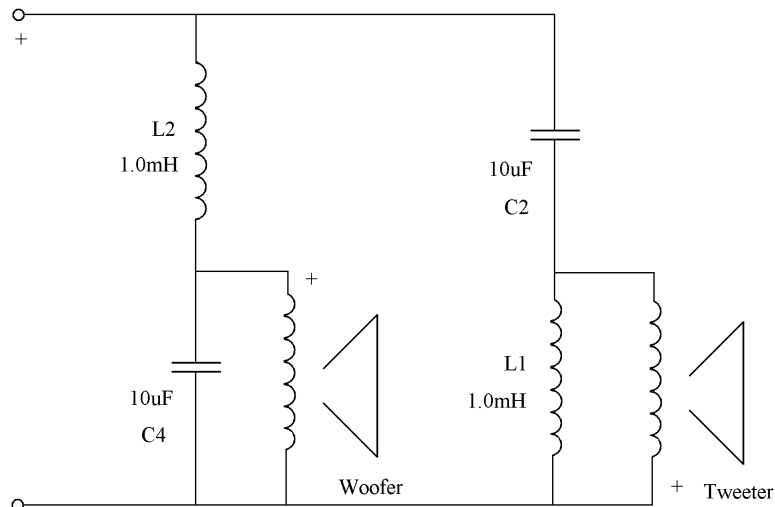 +
L2
1.0mH
10uF
C2
+
L1
1.0mH
10uF
C4
Woofer
+ Tweeter